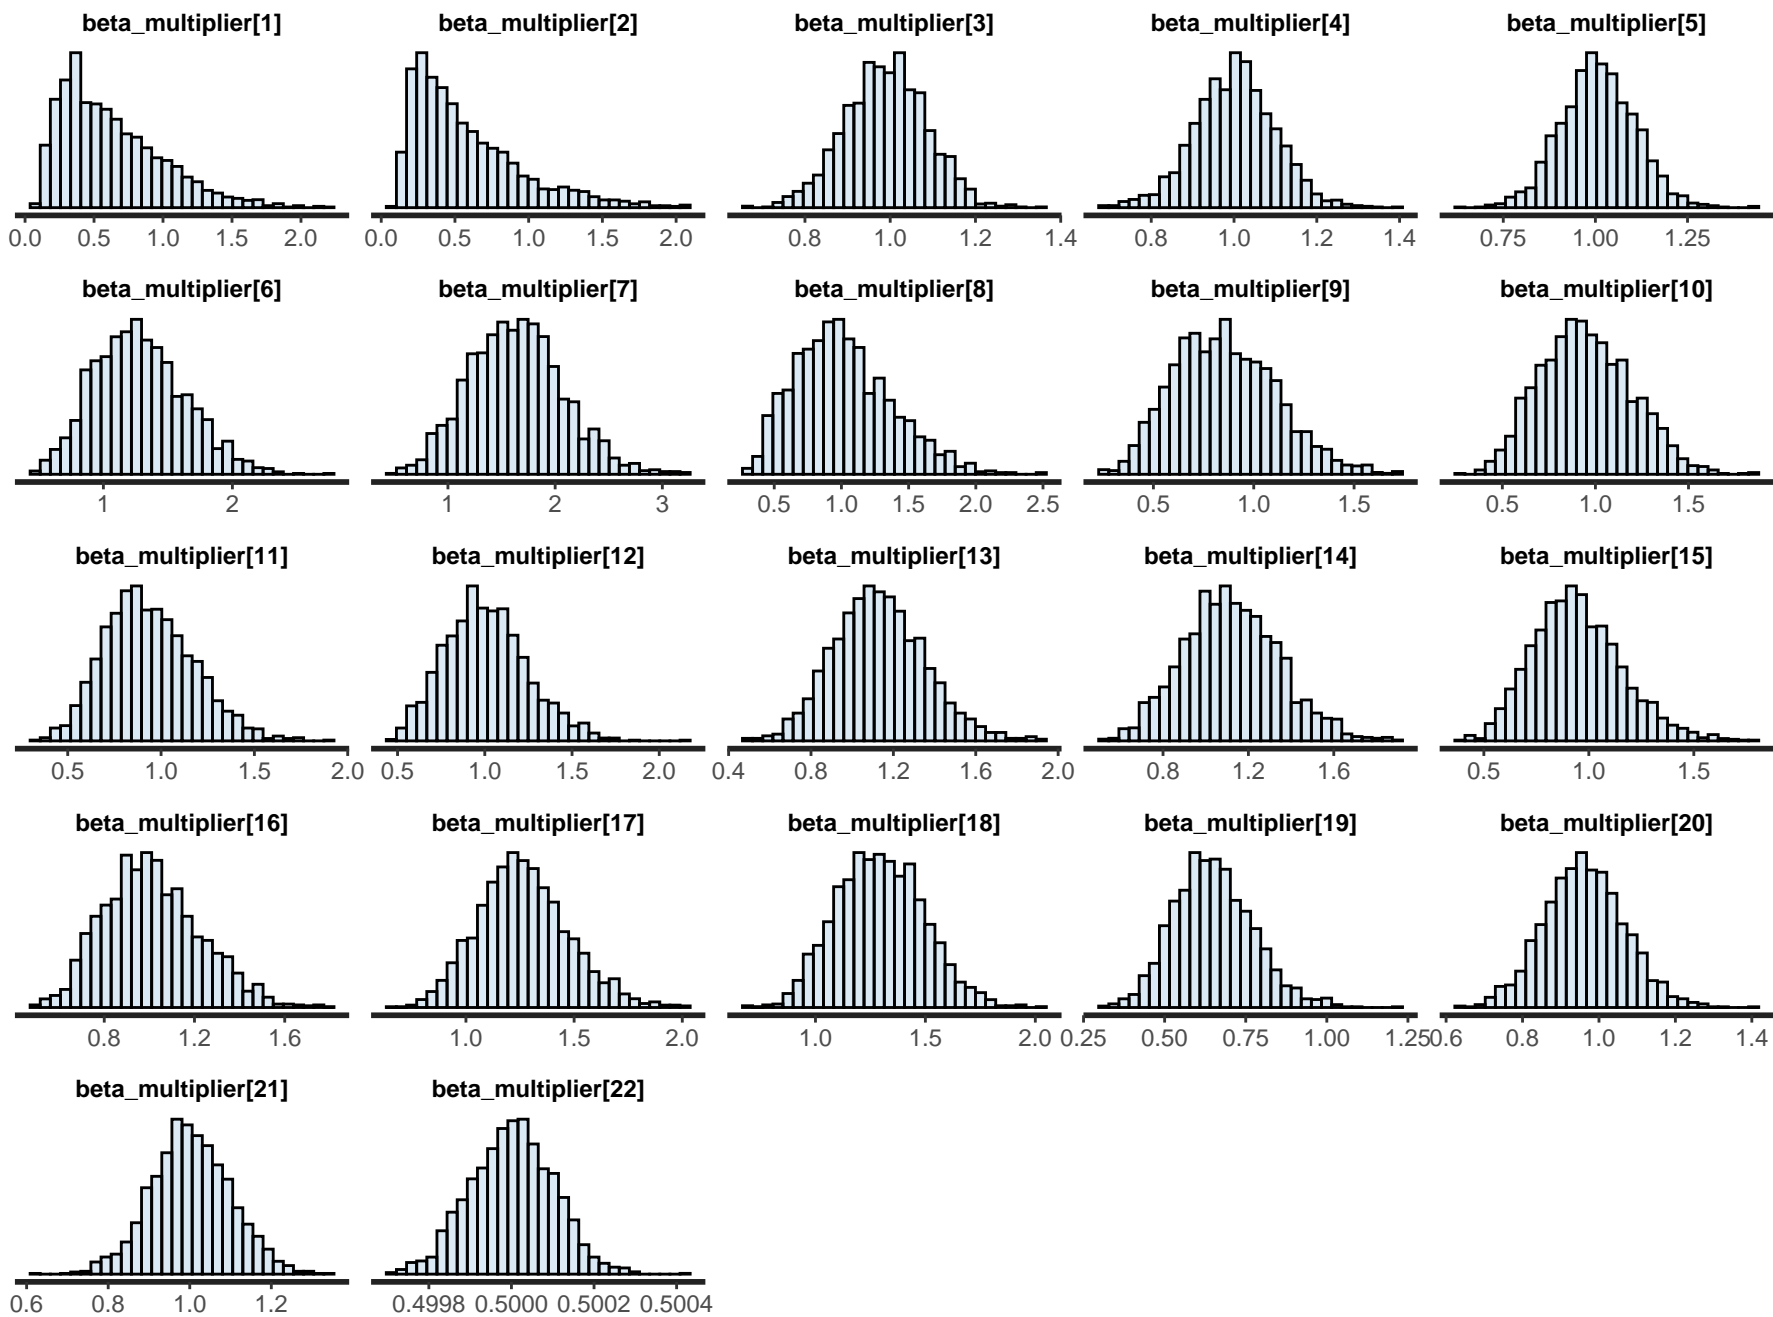 beta_multiplier[1] beta_multiplier[2] beta_multiplier[3] beta_multiplier[4] beta_multiplier[5]
0.0 0.5 1.0 1.5 2.0 0.0 0.5 1.0 1.5 2.0 0.8 1.0 1.2 1.4 0.8 1.0 1.2 1.4 0.75 1.00 1.25
beta_multiplier[6] beta_multiplier[7] beta_multiplier[8] beta_multiplier[9] beta_multiplier[10]
1 2 1 2 3 0.5 1.0 1.5 2.0 2.5 0.5 1.0 1.5 0.5 1.0 1.5
beta_multiplier[11] beta_multiplier[12] beta_multiplier[13] beta_multiplier[14] beta_multiplier[15]
0.5 1.0 1.5 2.0 0.5 1.0 1.5 2.0 0.4 0.8 1.2 1.6 2.0 0.8 1.2 1.6 0.5 1.0 1.5
beta_multiplier[16] beta_multiplier[17] beta_multiplier[18] beta_multiplier[19] beta_multiplier[20]
0.8 1.2 1.6 1.0 1.5 2.0 1.0 1.5 2.0 0.25 0.50 0.75 1.00 1.25 0.6 0.8 1.0 1.2 1.4
beta_multiplier[21] beta_multiplier[22]
0.6 0.8 1.0 1.2 0.4998 0.5000 0.5002 0.5004